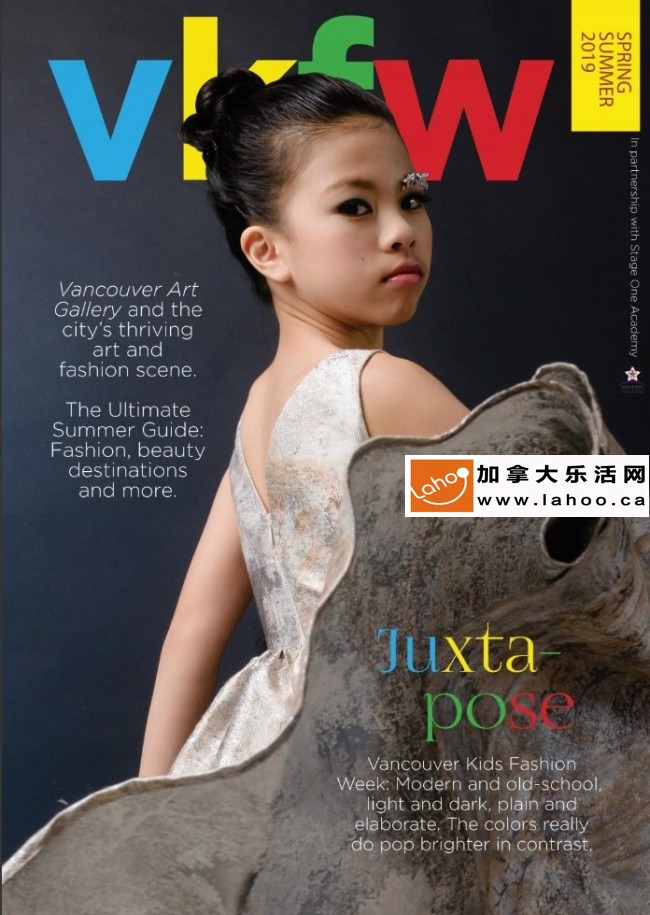 vkfw
SPRING
SUMMER
2019
In partnership with Stage One Academy
Vancouver Art
Gallery and the
city's thriving
art and
fashion scene.
The Ultimate
Summer Guide:
Fashion, beauty
destinations
and more.
Lahoo
加拿大乐活网
www.lahoo.ca
Juxta-
pose
Vancouver Kids Fashion
Week: Modern and old-school,
light and dark, plain and
elaborate. The colors really
do pop brighter in contrast.